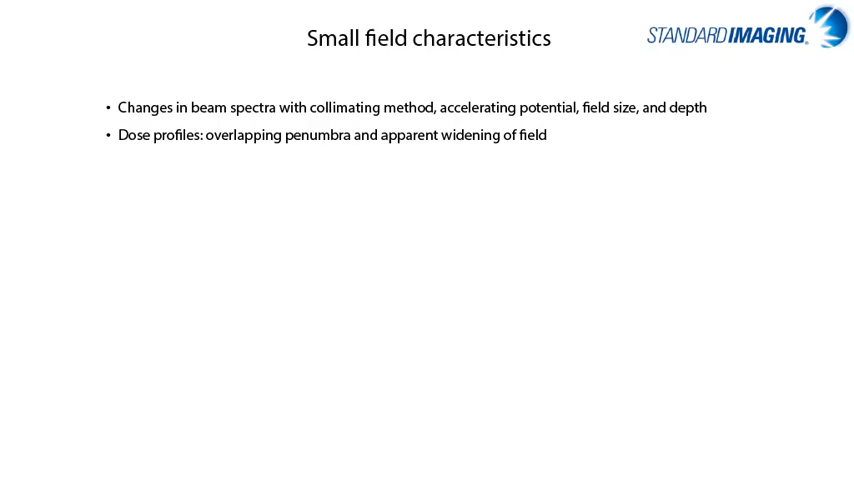 Small field characteristics
STANDARD IMAGING®
• Changes in beam spectra with collimating method, accelerating potential, field size, and depth
• Dose profiles: overlapping penumbra and apparent widening of field